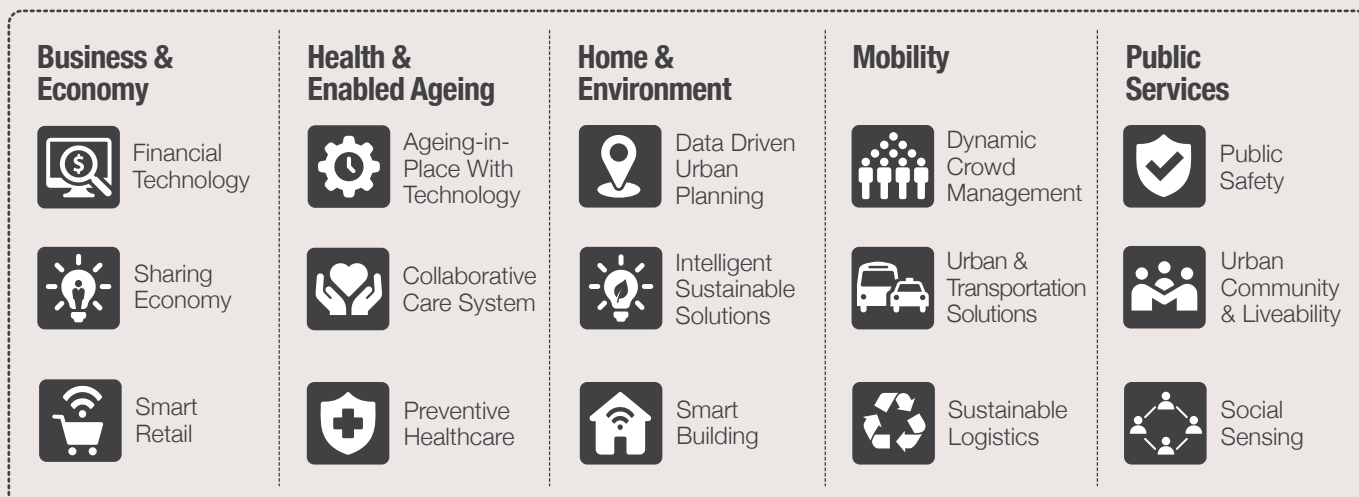 Business &
Economy
Financial
Technology
Sharing
Economy
Smart
Retail
Health &
Enabled Ageing
Ageing-in-
Place With
Technology
Collaborative
Care System
Preventive
Healthcare
Home &
Environment
Data Driven
Urban
Planning
Intelligent
Sustainable
Solutions
Smart
Building
Mobility
Dynamic
Crowd
Management
Urban &
Transportation
Solutions
Sustainable
Logistics
Public
Services
Public
Safety
Urban
Community
& Liveability
Social
Sensing